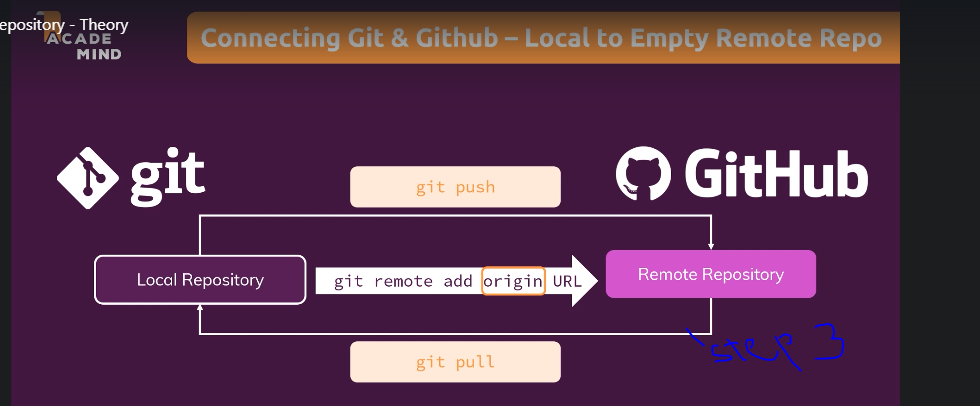 epository - Theory
ACADE
MIND
Connecting Git & Github – Local to Empty Remote Repo
git
GitHub
git push
Local Repository
git remote add origin URL
Remote Repository
git pull
step 3